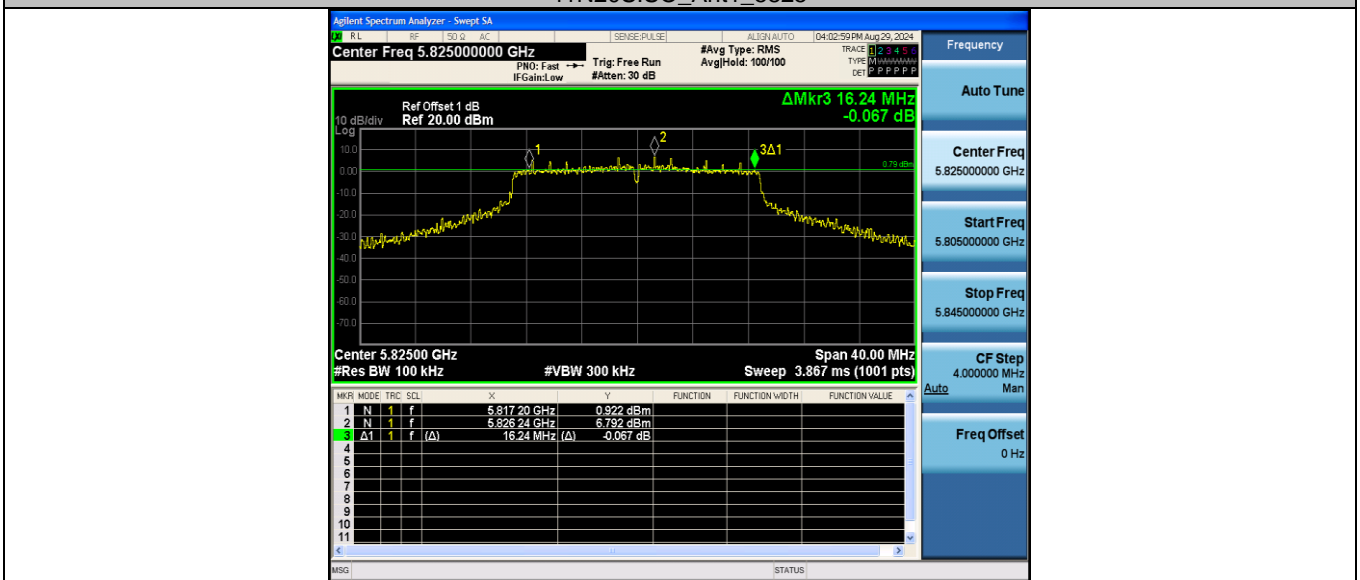 11N20SISO_Ant1_5825
Agilent Spectrum Analyzer - Swept SA
RL RF 50 Ω AC SENSE:PULSE ALIGN AUTO 04:02:59 PM Aug 29, 2024
Center Freq 5.825000000 GHz
PNO: Fast
IFGain:Low
Trig: Free Run
#Atten: 30 dB
#Avg Type: RMS
Avg|Hold: 100/100
TRACE 1 2 3 4 5 6
TYPE M
DET P P P P P P
Frequency
Auto Tune
Center Freq
5.825000000 GHz
Start Freq
5.805000000 GHz
Stop Freq
5.845000000 GHz
CF Step
4.000000 MHz
Auto Man
Freq Offset
0 Hz
ΔMkr3 16.24 MHz
-0.067 dB
Ref Offset 1 dB
10 dB/div Ref 20.00 dBm
Log
10.0
0.00
-10.0
-20.0
-30.0
-40.0
-50.0
-60.0
-70.0
1
2
3Δ1
0.79 dBm
Center 5.82500 GHz Span 40.00 MHz
#Res BW 100 kHz #VBW 300 kHz Sweep 3.867 ms (1001 pts)
MKR MODE TRC SCL X Y FUNCTION FUNCTION WIDTH FUNCTION VALUE
1 N 1 f 5.817 20 GHz 0.922 dBm
2 N 1 f 5.826 24 GHz 6.792 dBm
3 Δ1 1 f (Δ) 16.24 MHz (Δ) -0.067 dB
4
5
6
7
8
9
10
11
MSG STATUS